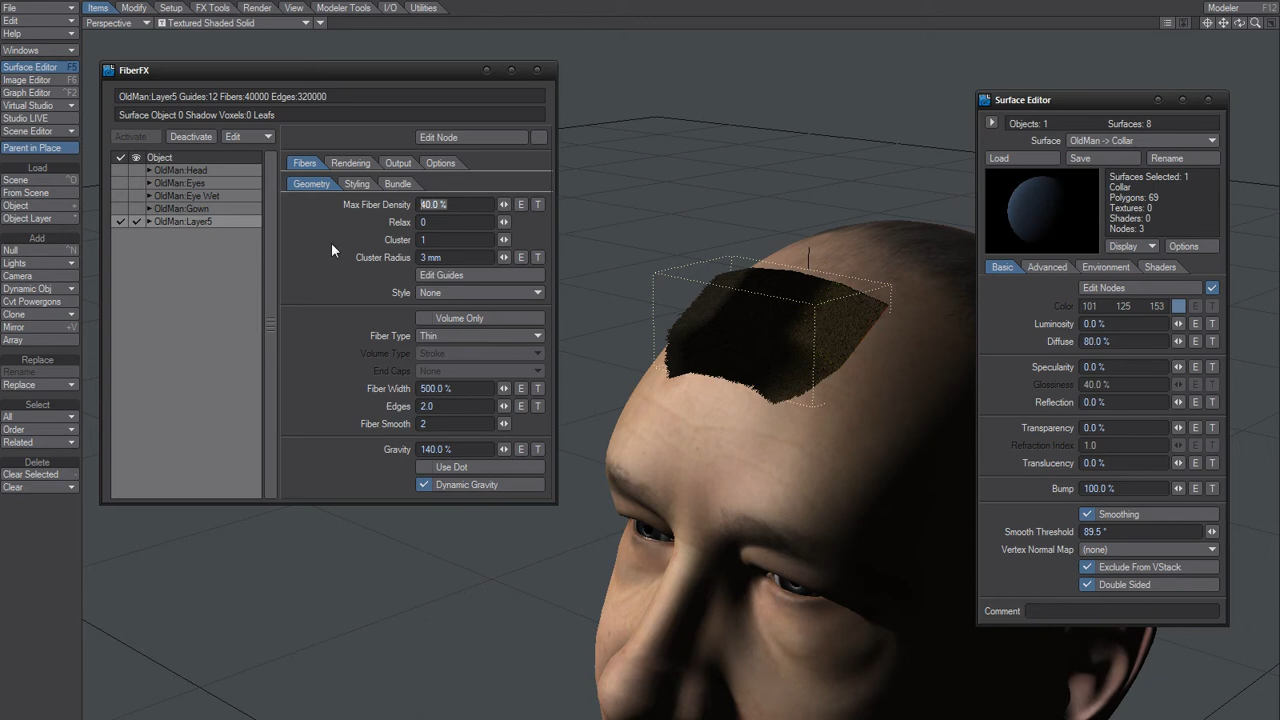 File
Items
Modify
Setup
FX Tools
Render
View
Modeler Tools
I/O
Utilities
Modeler F12
Edit
Help
Perspective
Textured Shaded Solid
Windows
Surface Editor F5
Image Editor F6
Graph Editor ^F2
Virtual Studio
Studio LIVE
Scene Editor
Parent in Place
Load
Scene ^O
From Scene
Object +
Object Layer *
Add
Null ^N
Lights
Camera
Dynamic Obj
Cvt Powergons
Clone ^C
Mirror +V
Array
Replace
Rename
Replace
Select
All
Order
Related
Delete
Clear Selected -
Clear
FiberFX
OldMan:Layer5 Guides:12 Fibers:40000 Edges:320000
Surface Object 0 Shadow Voxels:0 Leafs
Activate
Deactivate
Edit
Edit Node
Object
OldMan:Head
OldMan:Eyes
OldMan:Eye Wet
OldMan:Gown
OldMan:Layer5
Fibers
Rendering
Output
Options
Geometry
Styling
Bundle
Max Fiber Density 40.0 % E T
Relax 0
Cluster 1
Cluster Radius 3 mm E T
Edit Guides
Style None
Volume Only
Fiber Type Thin
Volume Type Stroke
End Caps None
Fiber Width 500.0 % E T
Edges 2.0 E T
Fiber Smooth 2
Gravity 140.0 % E T
Use Dot
Dynamic Gravity
Surface Editor
Objects: 1 Surfaces: 8
Surface OldMan -> Collar
Load
Save
Rename
Surfaces Selected: 1
Collar
Polygons: 69
Textures: 0
Shaders: 0
Nodes: 3
Display
Options
Basic
Advanced
Environment
Shaders
Edit Nodes
Color 101 125 153 E T
Luminosity 0.0 % E T
Diffuse 80.0 % E T
Specularity 0.0 % E T
Glossiness 40.0 % E T
Reflection 0.0 % E T
Transparency 0.0 % E T
Refraction Index 1.0 E T
Translucency 0.0 % E T
Bump 100.0 % E T
Smoothing
Smooth Threshold 89.5 °
Vertex Normal Map (none)
Exclude From VStack
Double Sided
Comment